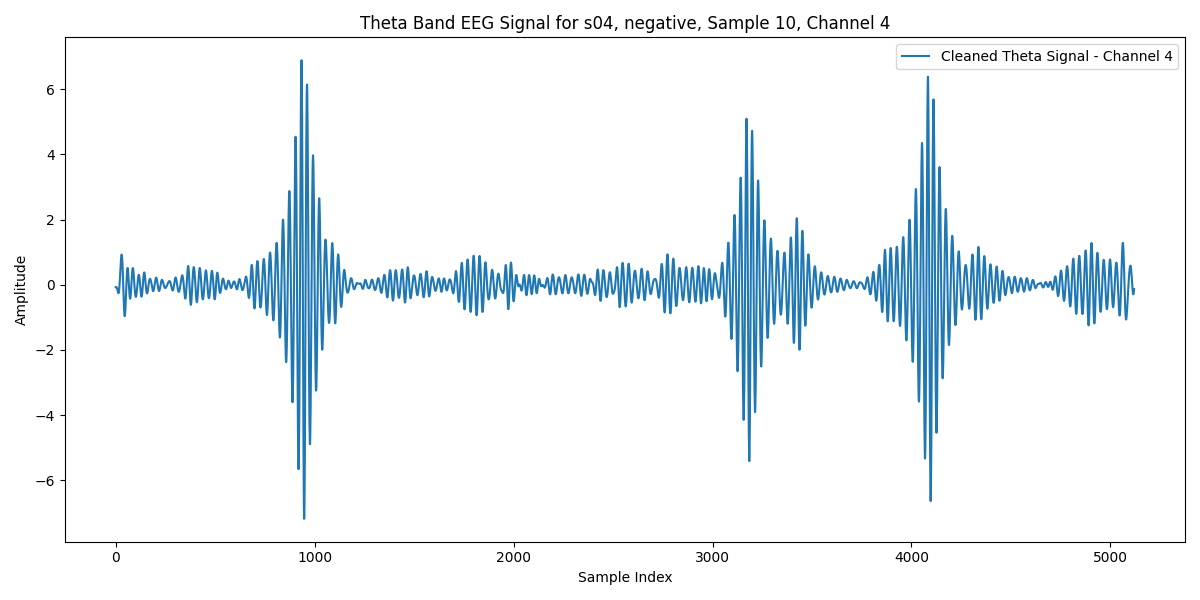 Theta Band EEG Signal for s04, negative, Sample 10, Channel 4
Cleaned Theta Signal - Channel 4
Amplitude
6
4
2
0
−2
−4
−6
0 1000 2000 3000 4000 5000
Sample Index